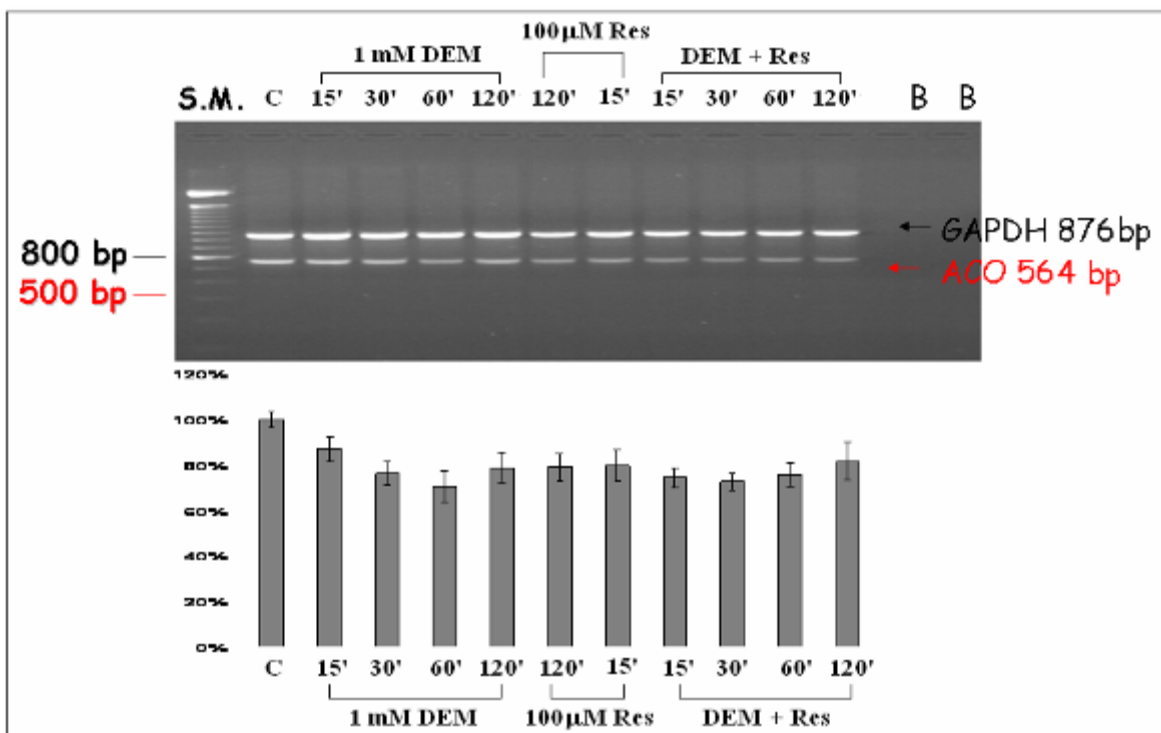 100µM Res
1 mM DEM DEM + Res
S.M. C 15' 30' 60' 120' 120' 15' 15' 30' 60' 120' B B
GAPDH 876bp
800 bp
ACO 564 bp
500 bp
120%
100%
80%
60%
40%
20%
0%
C 15' 30' 60' 120' 120' 15' 15' 30' 60' 120'
1 mM DEM 100µM Res DEM + Res